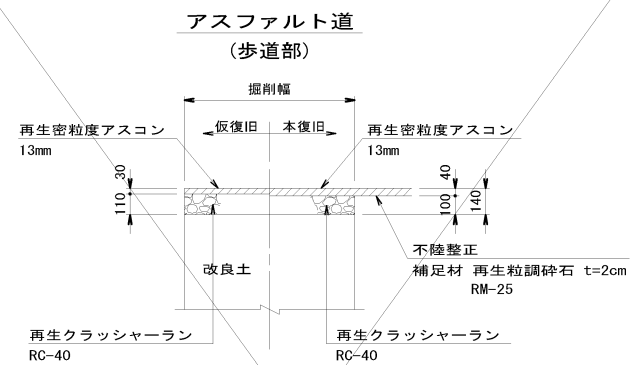 アスファルト道
(歩道部)
掘削幅
仮復旧
本復旧
再生密粒度アスコン
13mm
再生密粒度アスコン
13mm
30
110
40
100
140
不陸整正
補足材 再生粒調砕石 t=2cm
RM-25
改良土
再生クラッシャーラン
RC-40
再生クラッシャーラン
RC-40